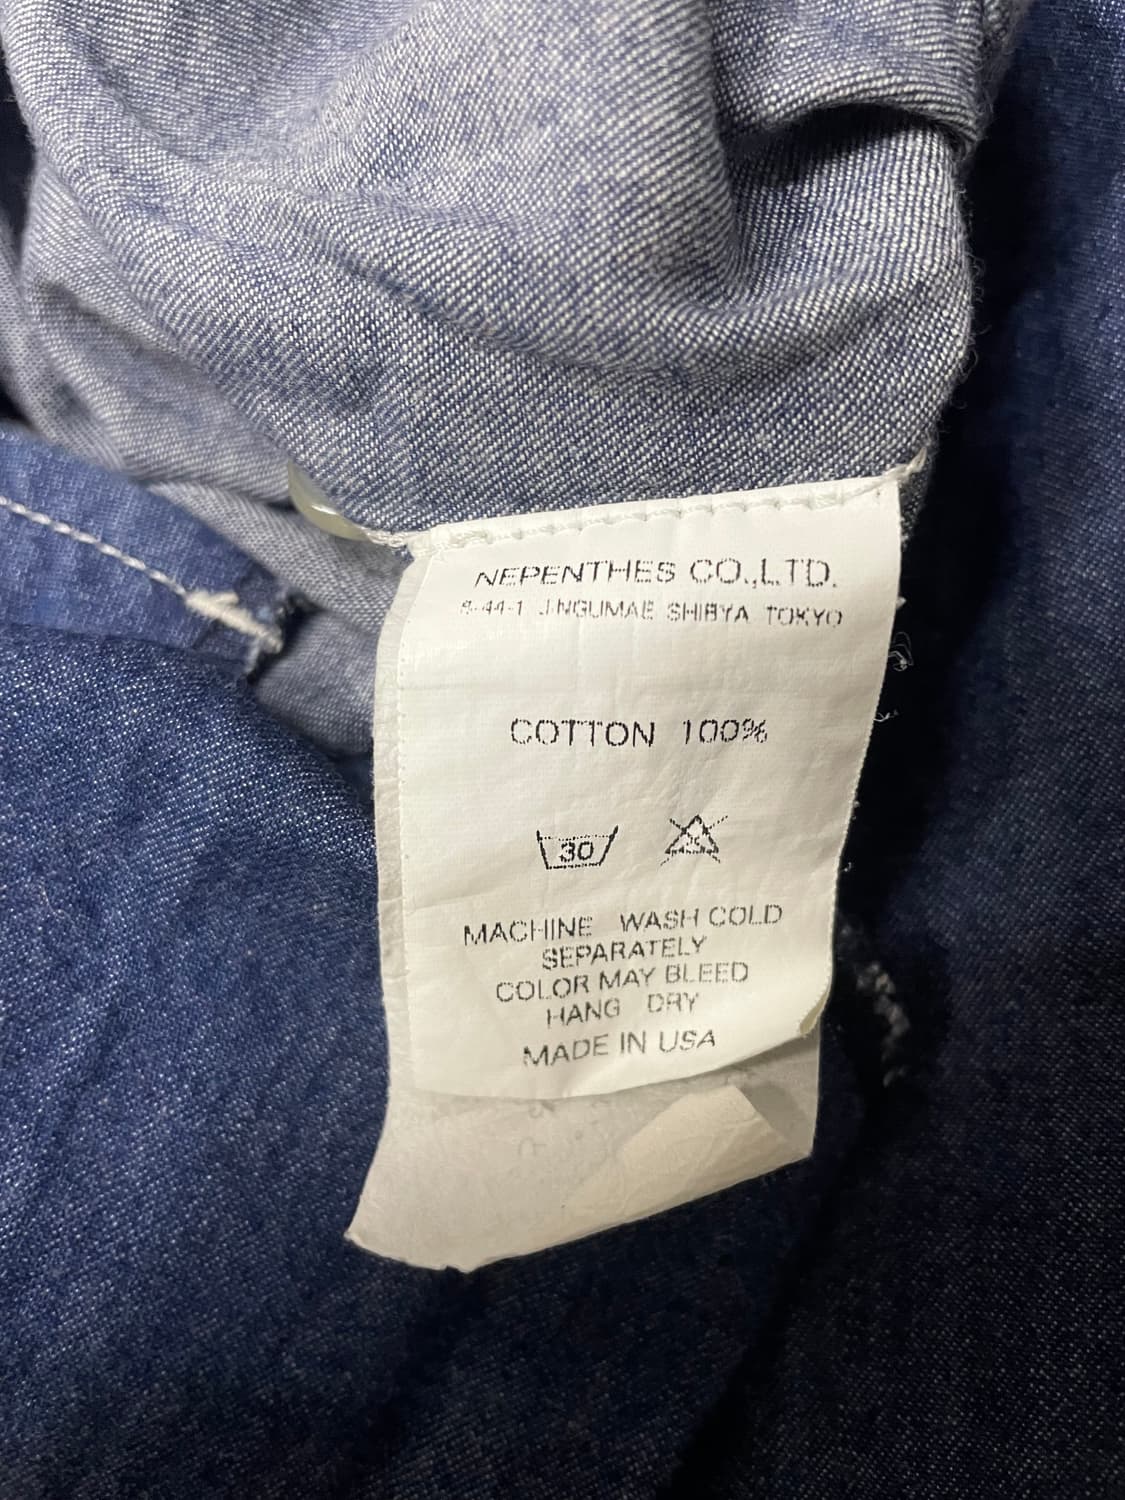 NEPENTHES CO.,LTD.
8-44-1 JINGUMAE SHIBYA TOKYO
COTTON 100%
30
MACHINE WASH COLD
SEPARATELY
COLOR MAY BLEED
HANG DRY
MADE IN USA